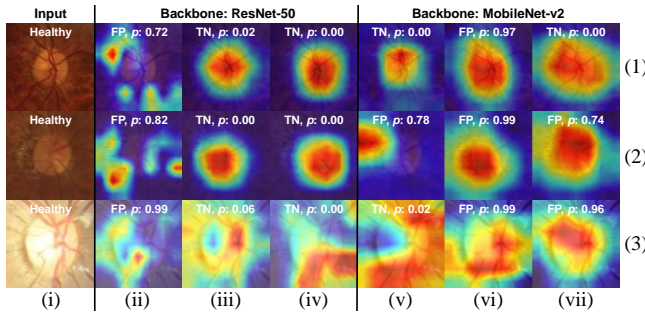 Input Backbone: ResNet-50 Backbone: MobileNet-v2
Healthy FP, p: 0.72 TN, p: 0.02 TN, p: 0.00 TN, p: 0.00 FP, p: 0.97 TN, p: 0.00
(1)
Healthy FP, p: 0.82 TN, p: 0.00 TN, p: 0.00 FP, p: 0.78 FP, p: 0.99 FP, p: 0.74
(2)
Healthy FP, p: 0.99 TN, p: 0.06 TN, p: 0.00 TN, p: 0.02 FP, p: 0.99 FP, p: 0.96
(3)
(i) (ii) (iii) (iv) (v) (vi) (vii)